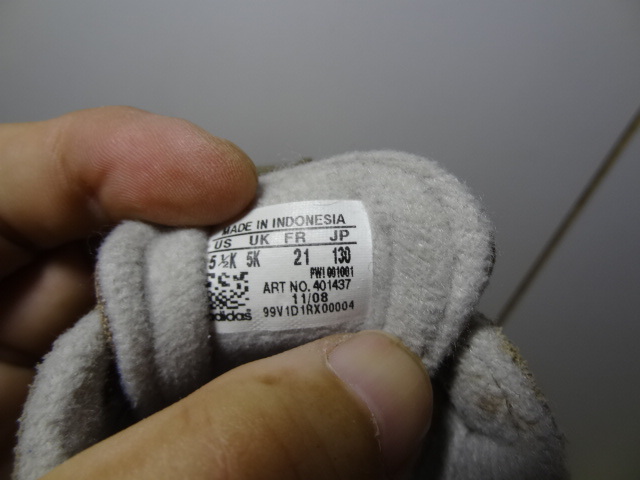 MADE IN INDONESIA
US UK FR JP
5 ½K 5K 21 130
PW1001001
ART NO. 401437
11/08
adidas 99V1D1RX00004